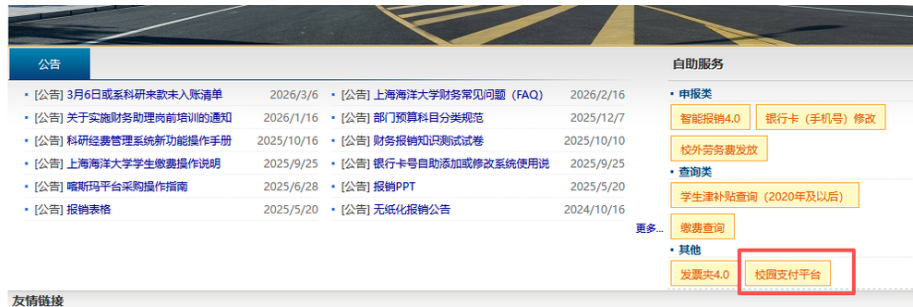 公告
[公告] 3月6日或系科研来款未入账清单 2026/3/6
[公告] 关于实施财务助理岗前培训的通知 2026/1/16
[公告] 科研经费管理系统新功能操作手册 2025/10/16
[公告] 上海海洋大学学生缴费操作说明 2025/9/25
[公告] 喀斯玛平台采购操作指南 2025/6/28
[公告] 报销表格 2025/5/20
[公告] 上海海洋大学财务常见问题（FAQ） 2026/2/16
[公告] 部门预算科目分类规范 2025/12/7
[公告] 财务报销知识测试试卷 2025/10/10
[公告] 银行卡号自助添加或修改系统使用说 2025/9/25
[公告] 报销PPT 2025/5/20
[公告] 无纸化报销公告 2024/10/16
更多...
自助服务
申报类
智能报销4.0 银行卡（手机号）修改
校外劳务费发放
查询类
学生津补贴查询（2020年及以后）
缴费查询
其他
发票夹4.0 校园支付平台
友情链接